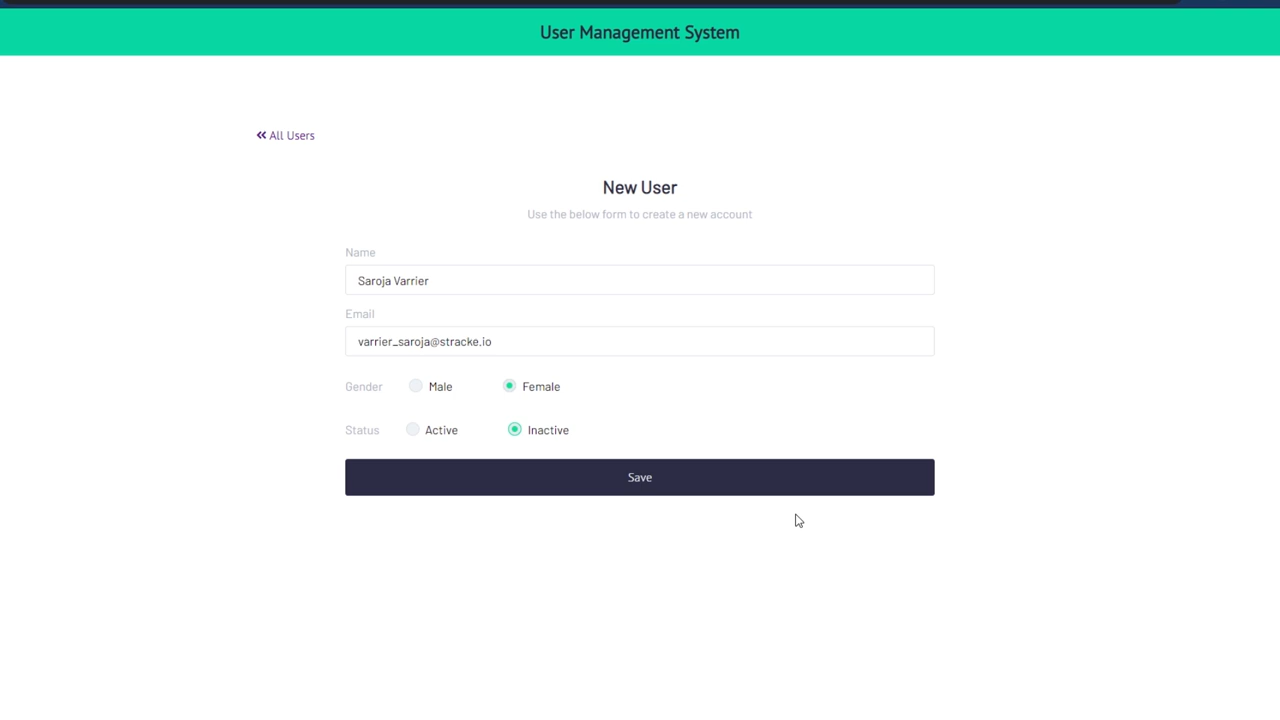 User Management System
All Users
New User
Use the below form to create a new account
Name
Saroja Varrier
Email
varrier_saroja@stracke.io
Gender Male Female
Status Active Inactive
Save